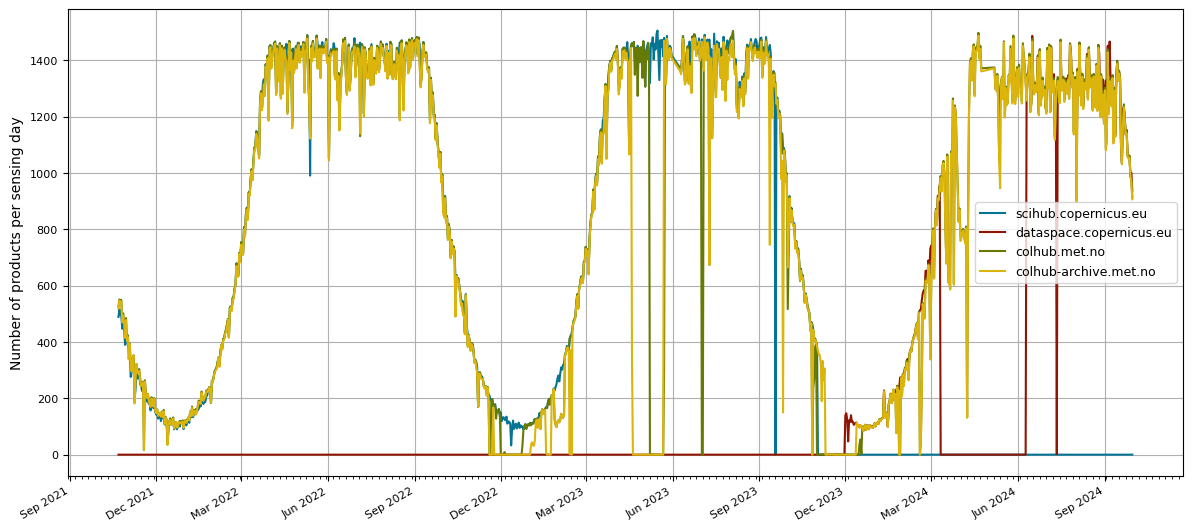 Number of products per sensing day
1400
1200
1000
800
600
400
200
0
scihub.copernicus.eu
dataspace.copernicus.eu
colhub.met.no
colhub-archive.met.no
Sep 2021
Dec 2021
Mar 2022
Jun 2022
Sep 2022
Dec 2022
Mar 2023
Jun 2023
Sep 2023
Dec 2023
Mar 2024
Jun 2024
Sep 2024